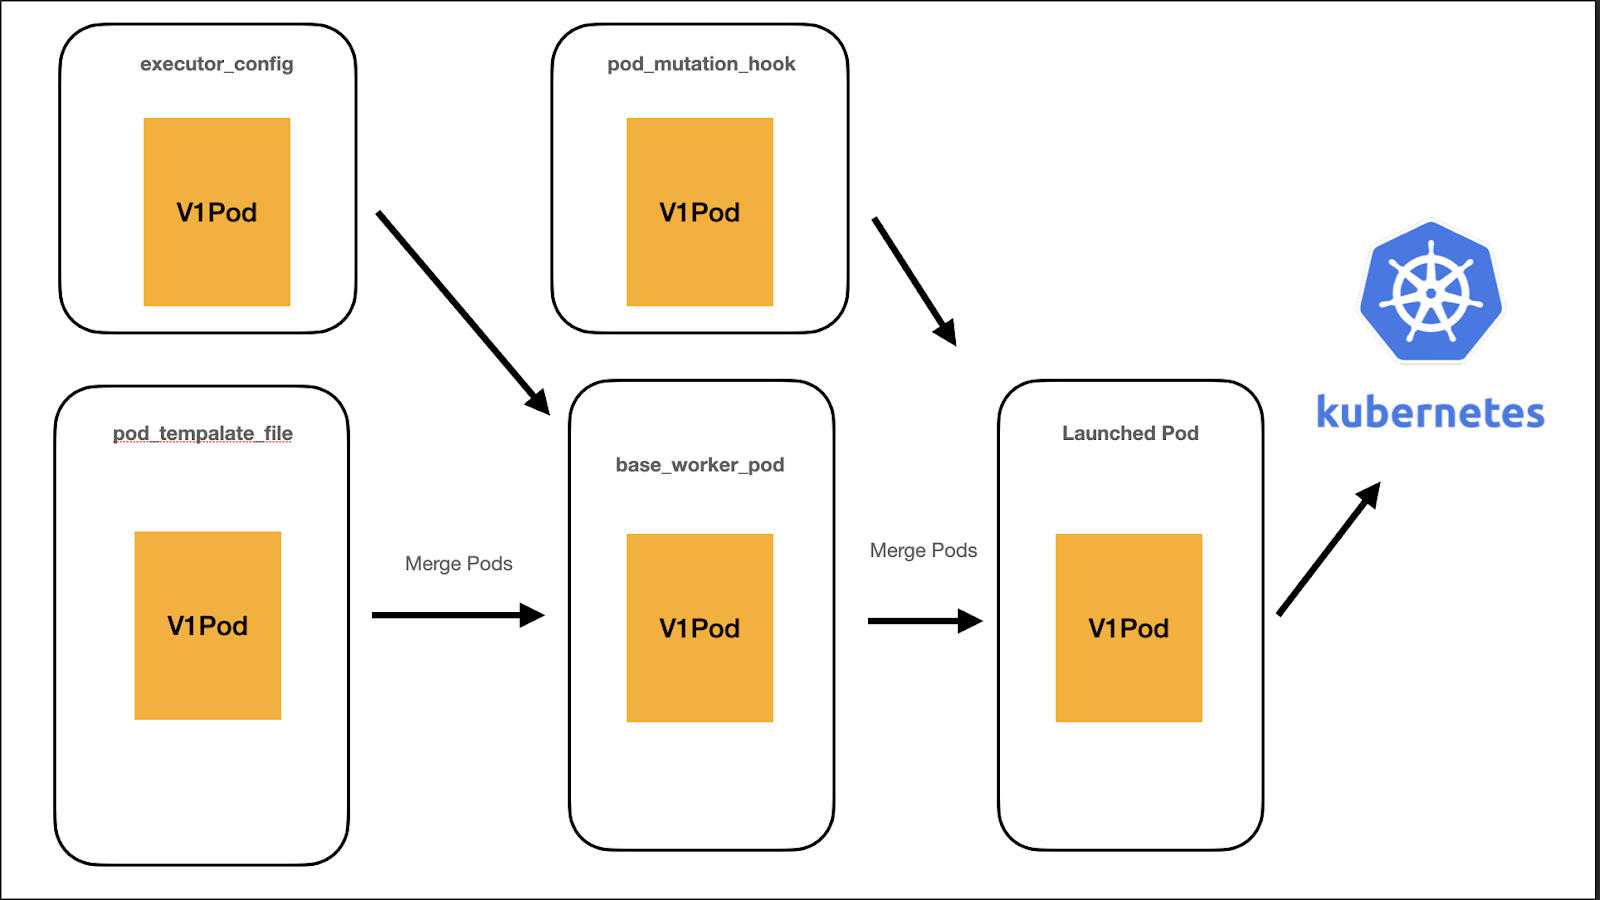 executor_config
V1Pod
pod_mutation_hook
V1Pod
pod_tempalate_file
V1Pod
Merge Pods
base_worker_pod
V1Pod
Merge Pods
Launched Pod
V1Pod
kubernetes